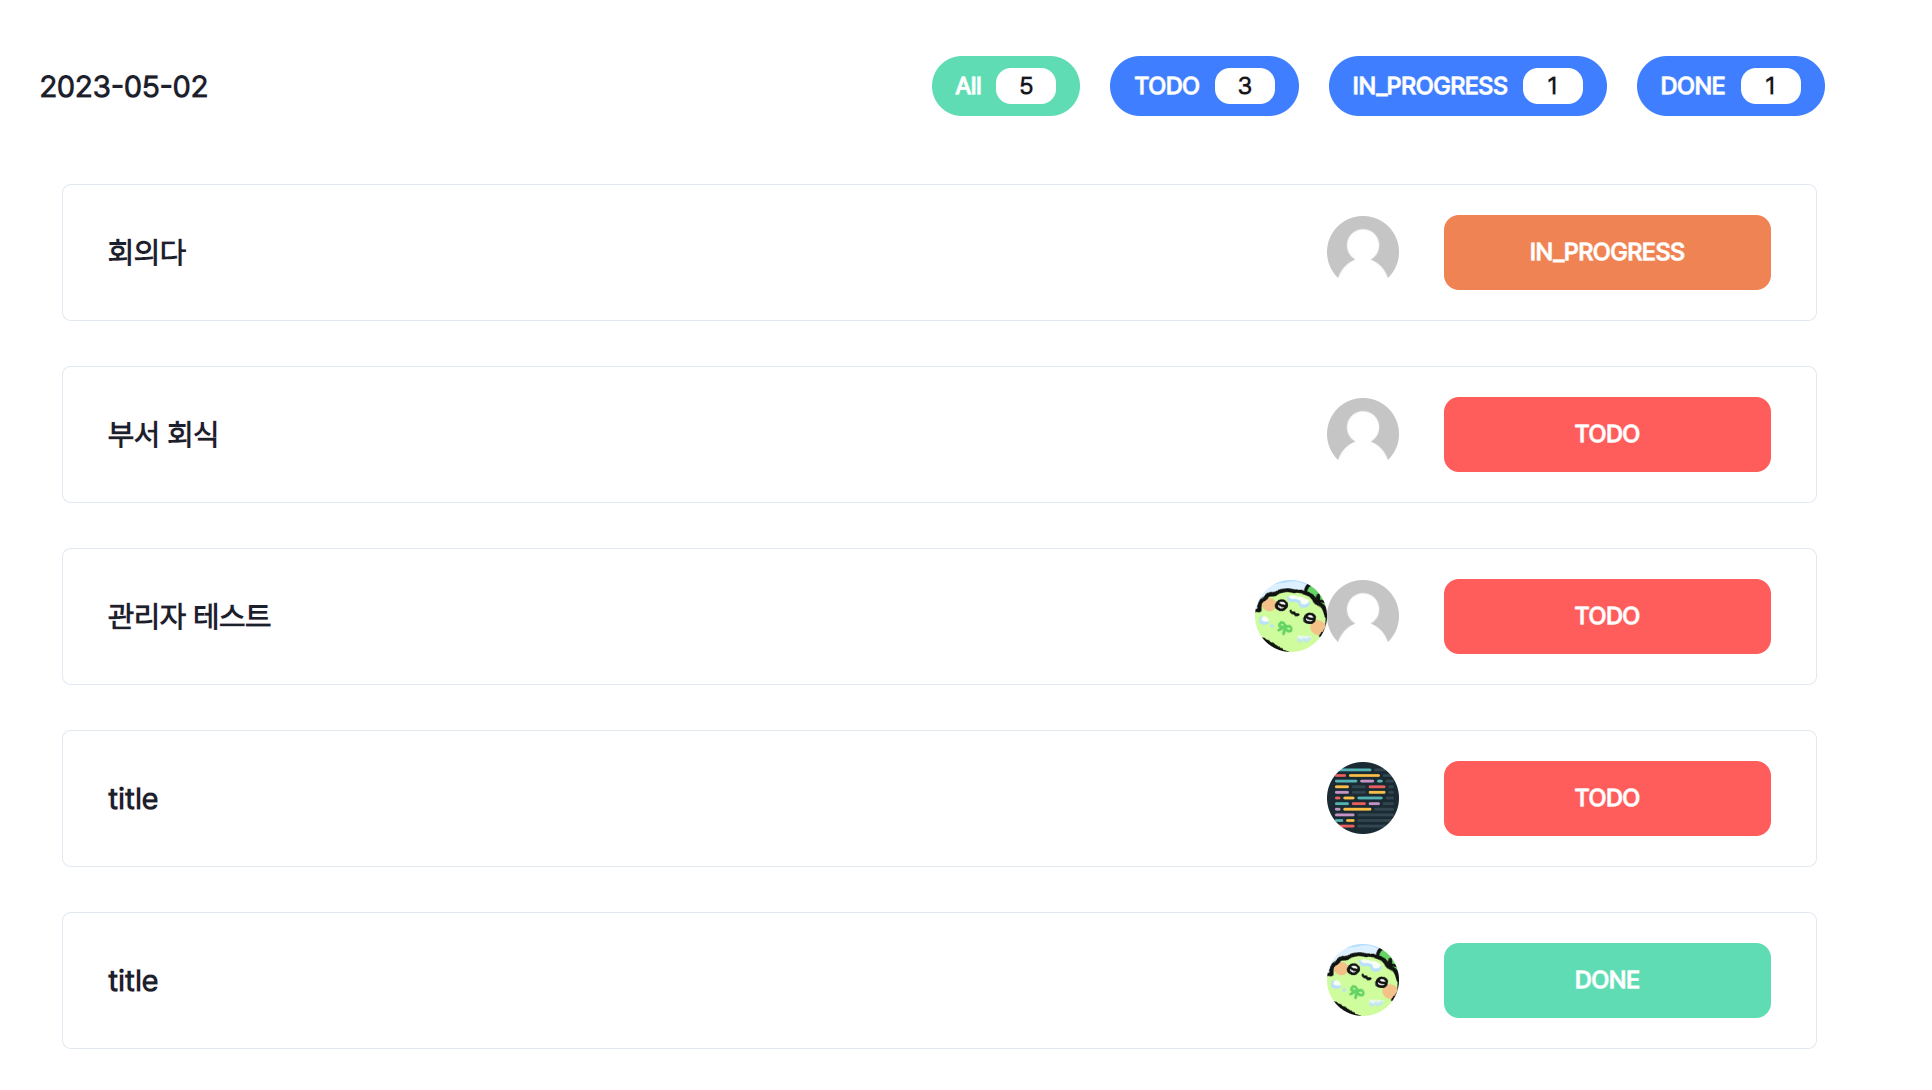 2023-05-02
All 5 TODO 3 IN_PROGRESS 1 DONE 1
회의다 IN_PROGRESS
부서 회식 TODO
관리자 테스트 TODO
title TODO
title DONE